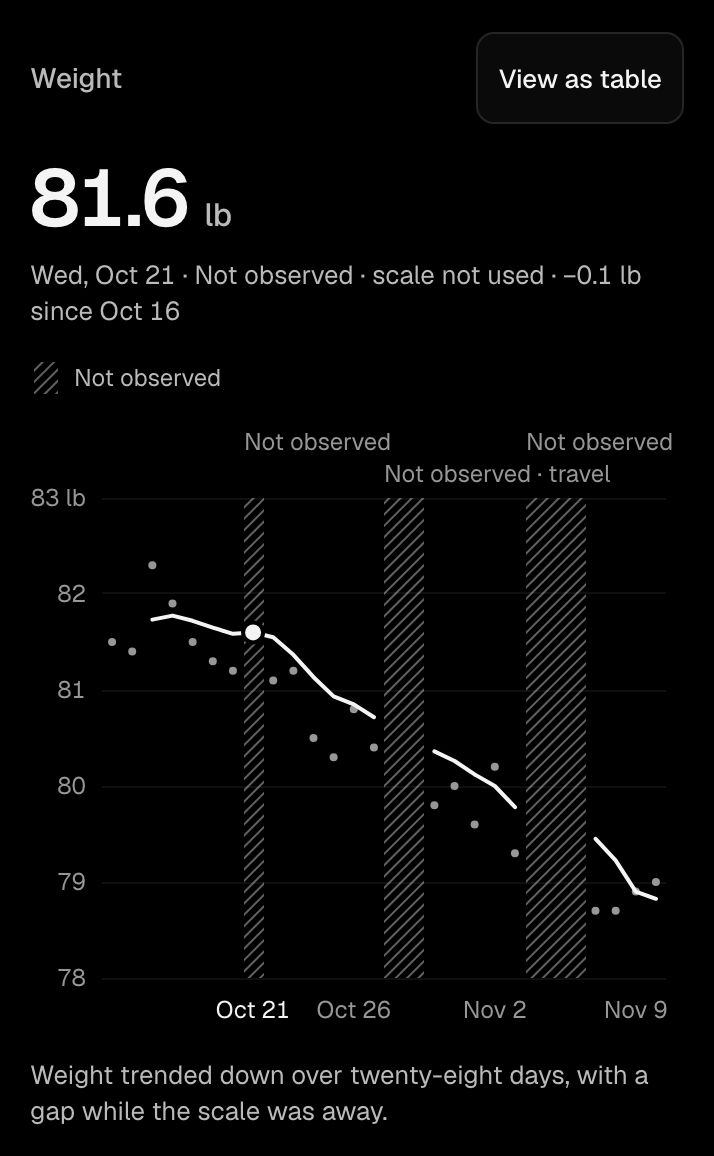 Weight
View as table
81.6 lb
Wed, Oct 21 · Not observed · scale not used · −0.1 lb
since Oct 16
Not observed
Not observed
Not observed
Not observed · travel
83 lb
82
81
80
79
78
Oct 21
Oct 26
Nov 2
Nov 9
Weight trended down over twenty-eight days, with a
gap while the scale was away.